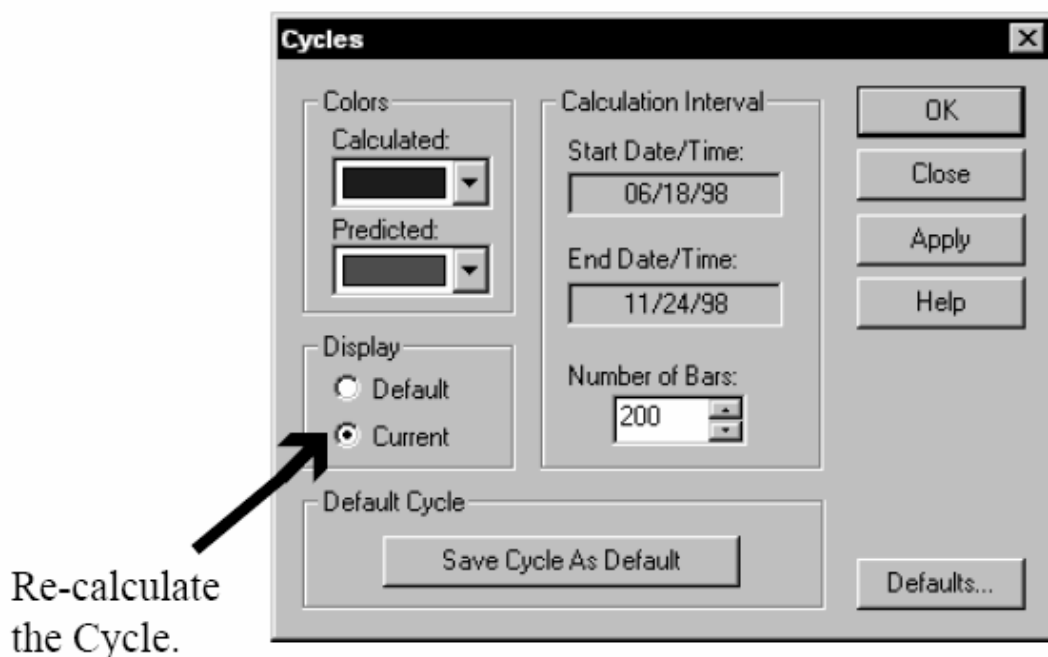 Cycles
Colors
Calculated:
Predicted:
Display
Default
Current
Calculation Interval
Start Date/Time:
06/18/98
End Date/Time:
11/24/98
Number of Bars:
200
OK
Close
Apply
Help
Default Cycle
Save Cycle As Default
Defaults...
Re-calculate
the Cycle.